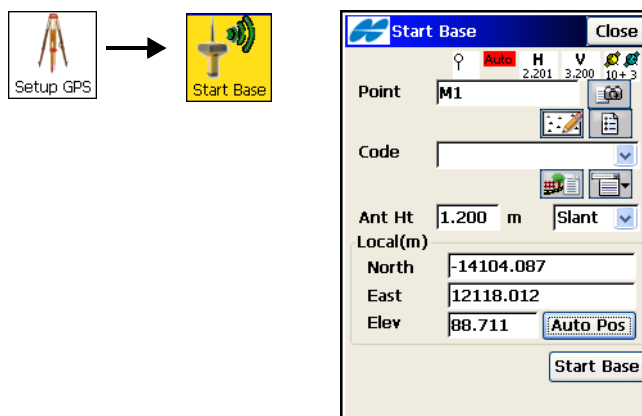 Setup GPS
Start Base
Start Base Close
Auto H 2.201 V 3.200 10+3
Point M1
Code
Ant Ht 1.200 m Slant
Local(m)
North -14104.087
East 12118.012
Elev 88.711 Auto Pos
Start Base